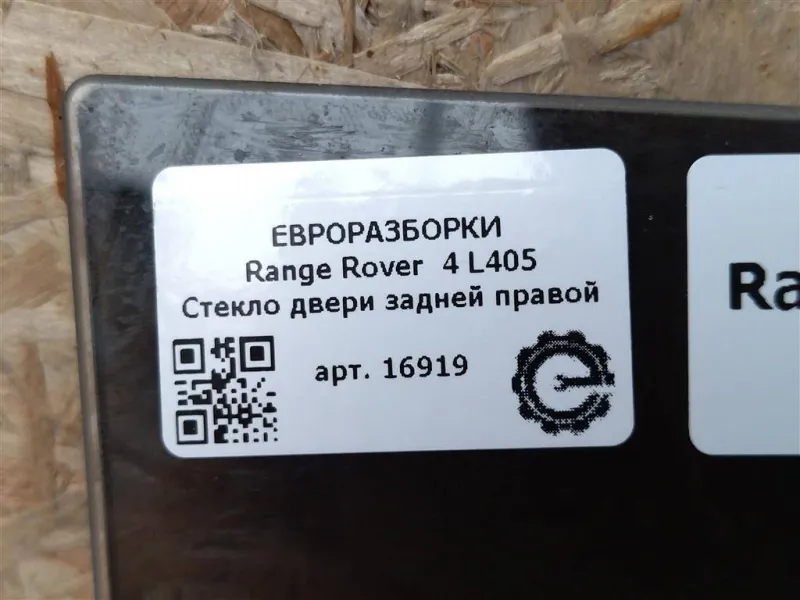 ЕВРОРАЗБОРКИ
Range Rover 4 L405
Стекло двери задней правой
арт. 16919
Ra